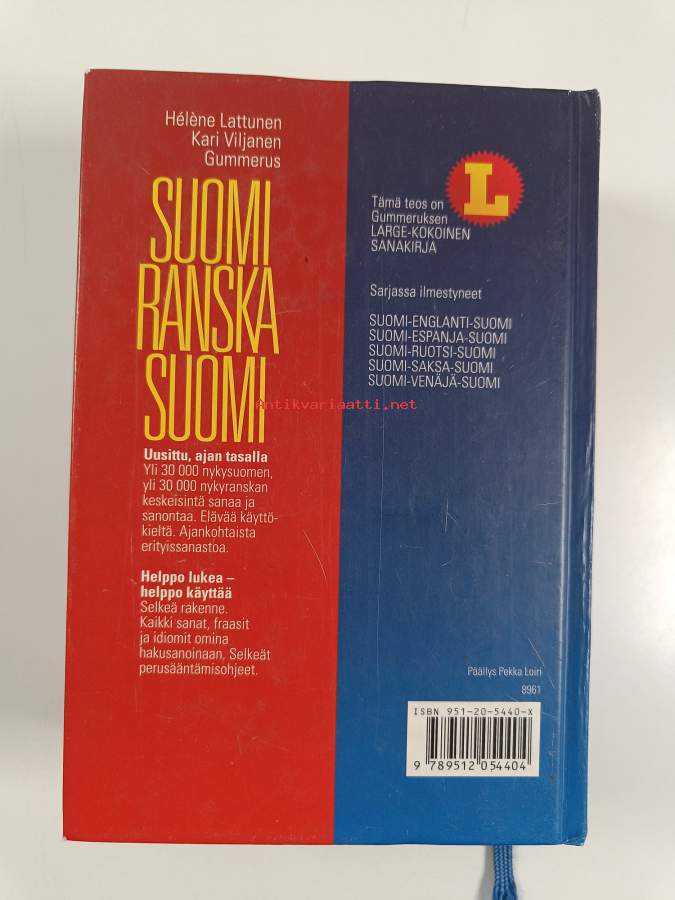 Hélène Lattunen
Kari Viljanen
Gummerus
SUOMI
RANSKA
SUOMI
Uusittu, ajan tasalla
Yli 30 000 nykysuomen,
yli 30 000 nykyranskan
keskeisintä sanaa ja
sanontaa. Elävää käyttö-
kieltä. Ajankohtaista
erityissanastoa.
Helppo lukea –
helppo käyttää
Selkeä rakenne.
Kaikki sanat, fraasit
ja idiomit omina
hakusanoinaan. Selkeät
perusääntämisohjeet.
L
Tämä teos on
Gummeruksen
LARGE-KOKOINEN
SANAKIRJA
Sarjassa ilmestyneet
SUOMI-ENGLANTI-SUOMI
SUOMI-ESPANJA-SUOMI
SUOMI-RUOTSI-SUOMI
SUOMI-SAKSA-SUOMI
SUOMI-VENÄJÄ-SUOMI
Antikvariaatti.net
Päällys Pekka Loiri
8961
ISBN 951-20-5440-X
9 789512 054404